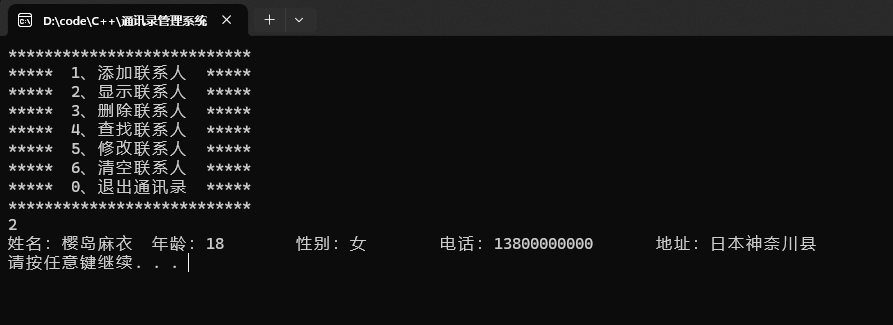 D:\code\C++\通讯录管理系统
***************************
*****  1、添加联系人  *****
*****  2、显示联系人  *****
*****  3、删除联系人  *****
*****  4、查找联系人  *****
*****  5、修改联系人  *****
*****  6、清空联系人  *****
*****  0、退出通讯录  *****
***************************
2
姓名: 樱岛麻衣  年龄: 18        性别: 女        电话: 13800000000       地址: 日本神奈川县
请按任意键继续. . .